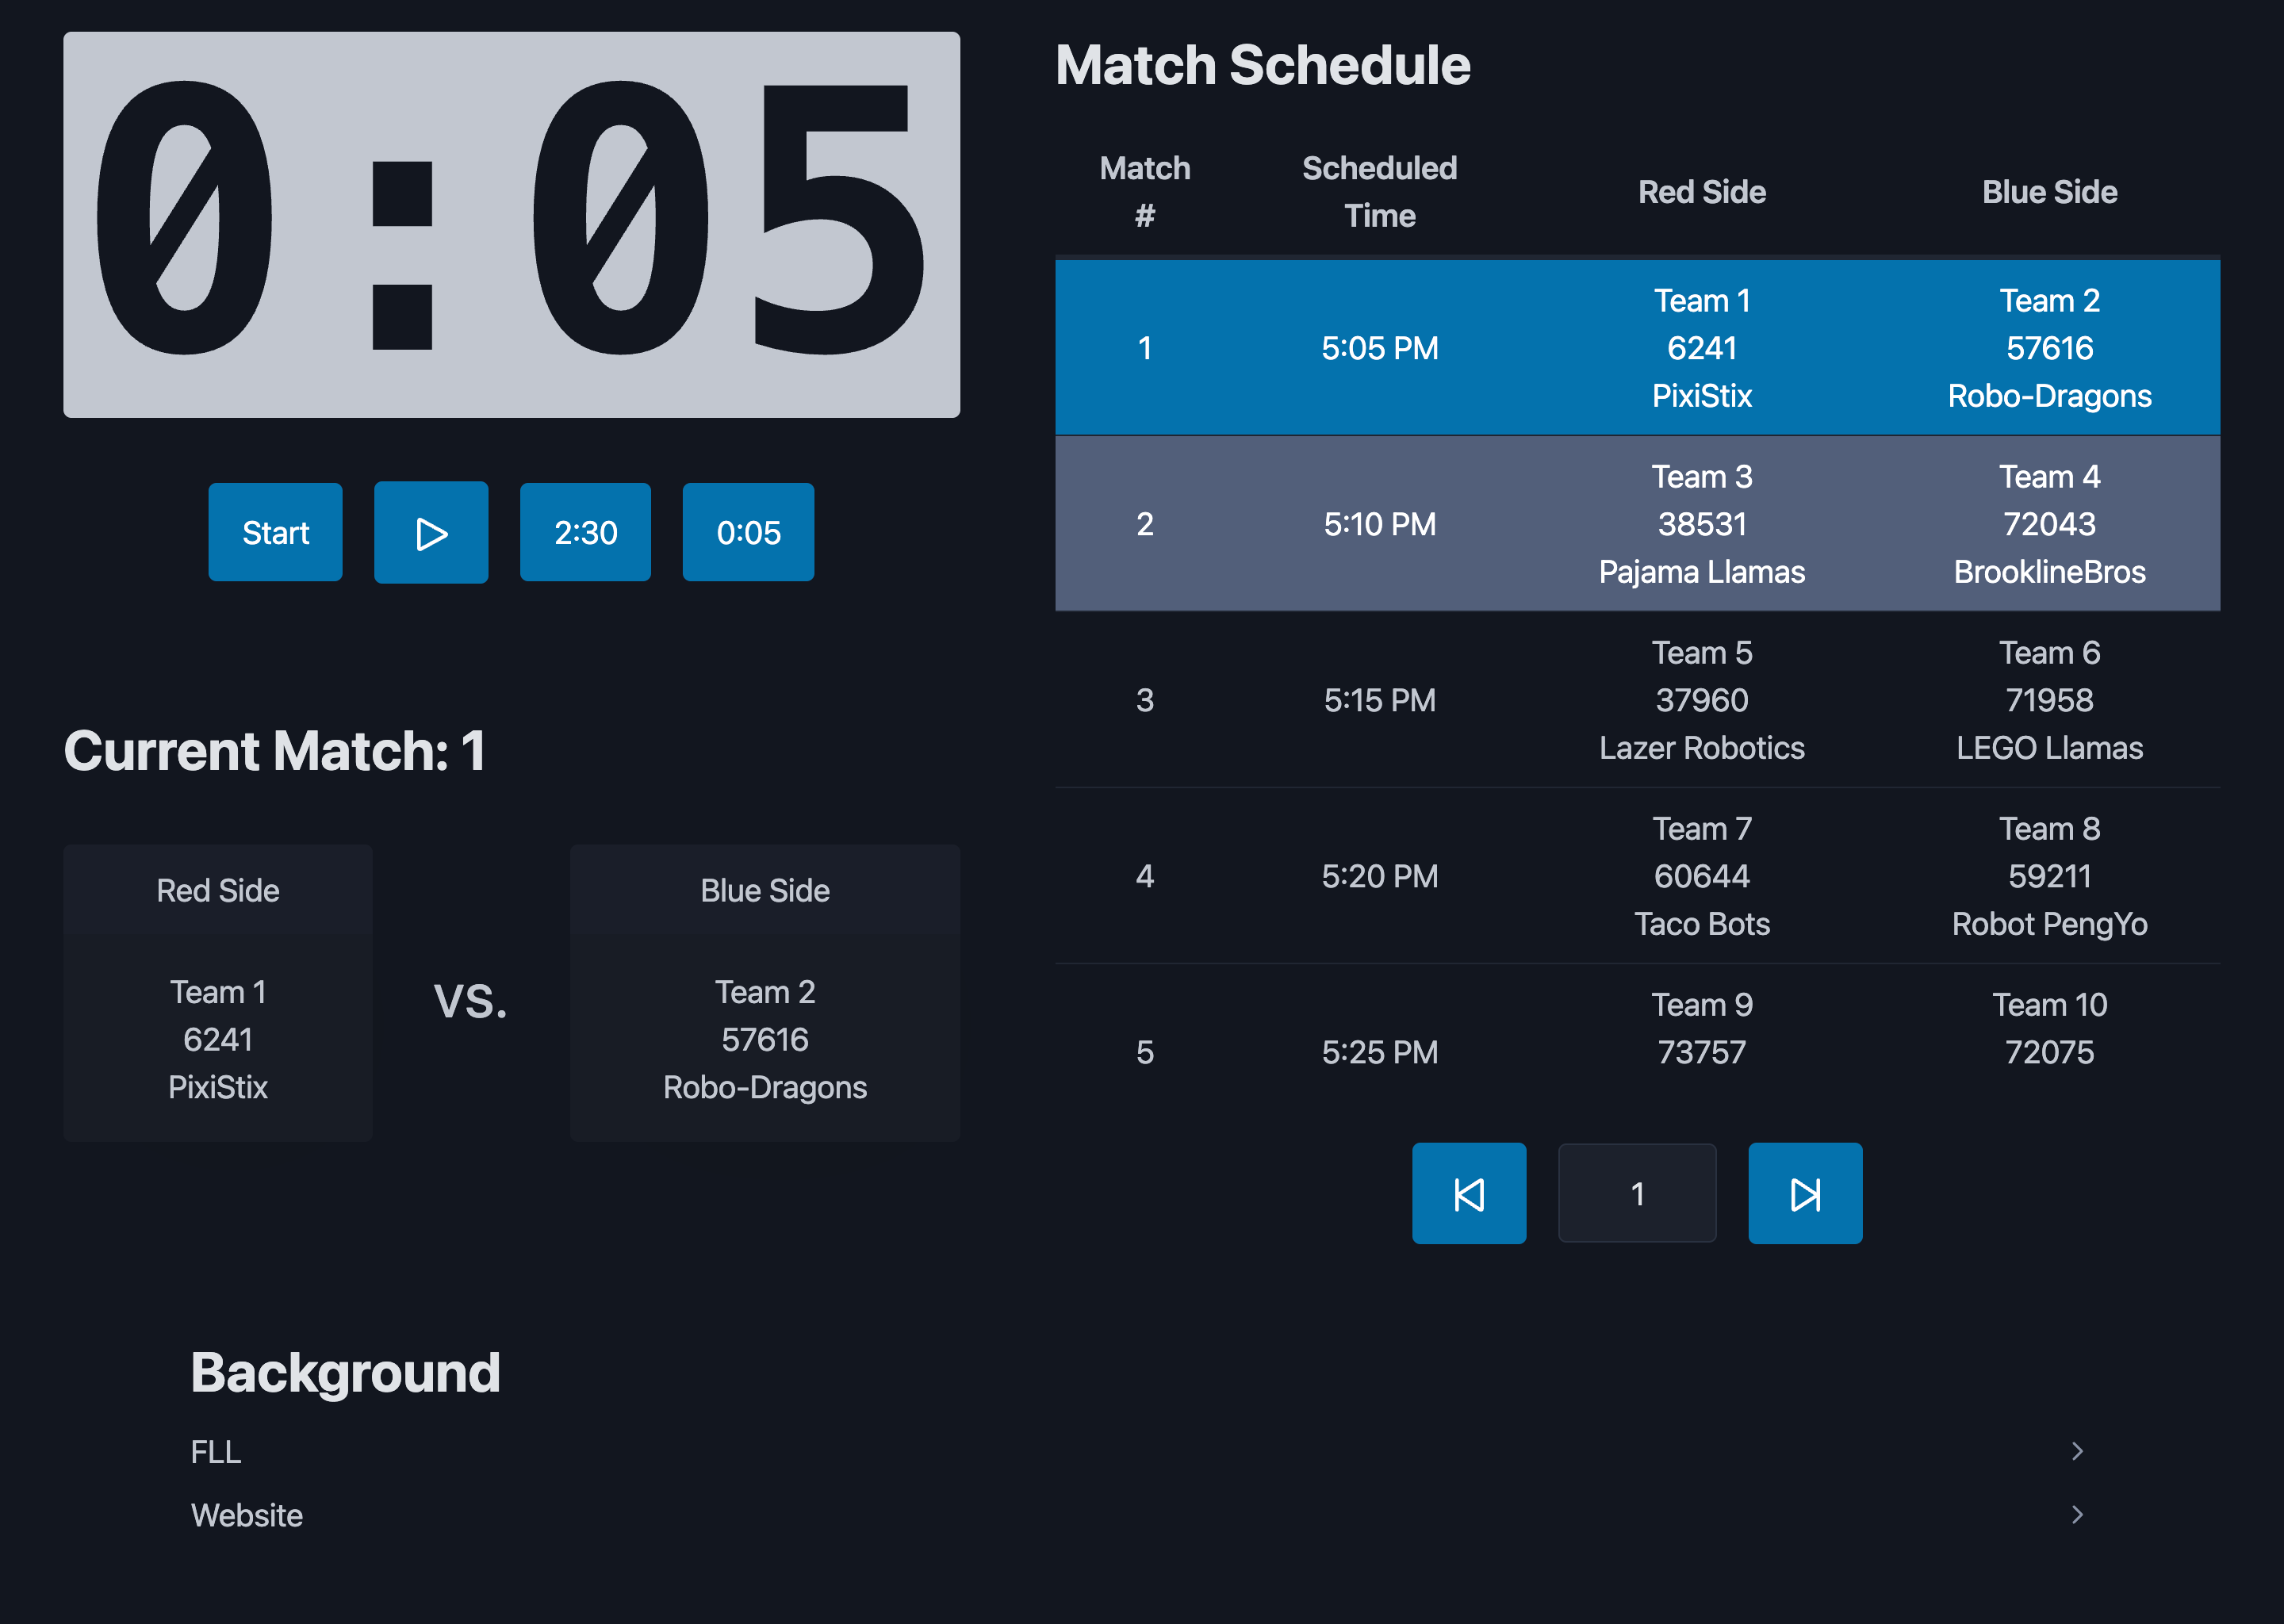 0:05
Start
2:30
0:05
Current Match: 1
Red Side
Team 1
6241
PixiStix
VS.
Blue Side
Team 2
57616
Robo-Dragons
Match Schedule
Match
#
Scheduled
Time
Red Side
Blue Side
1
5:05 PM
Team 1
6241
PixiStix
Team 2
57616
Robo-Dragons
2
5:10 PM
Team 3
38531
Pajama Llamas
Team 4
72043
BrooklineBros
3
5:15 PM
Team 5
37960
Lazer Robotics
Team 6
71958
LEGO Llamas
4
5:20 PM
Team 7
60644
Taco Bots
Team 8
59211
Robot PengYo
5
5:25 PM
Team 9
73757
Team 10
72075
1
Background
FLL
Website